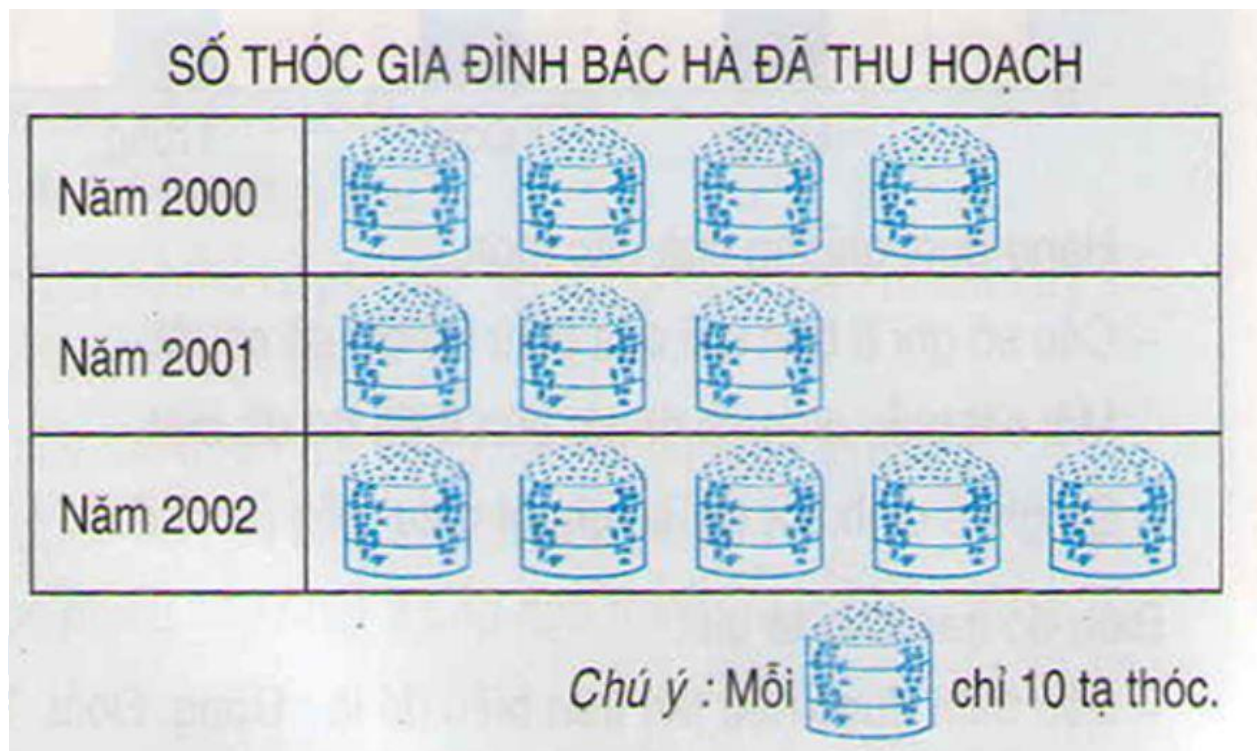 SỐ THÓC GIA ĐÌNH BÁC HÀ ĐÃ THU HOẠCH
Năm 2000
Năm 2001
Năm 2002
Chú ý : Mỗi chỉ 10 tạ thóc.